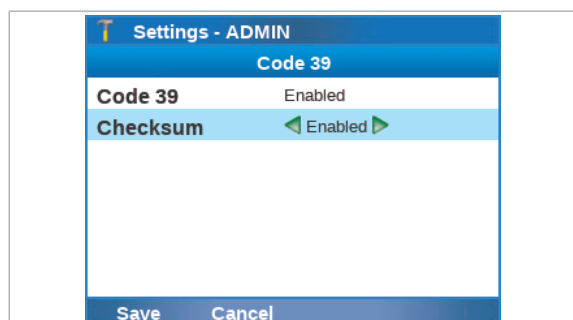 Settings - ADMIN
Code 39
Code 39 Enabled
Checksum Enabled
Save Cancel